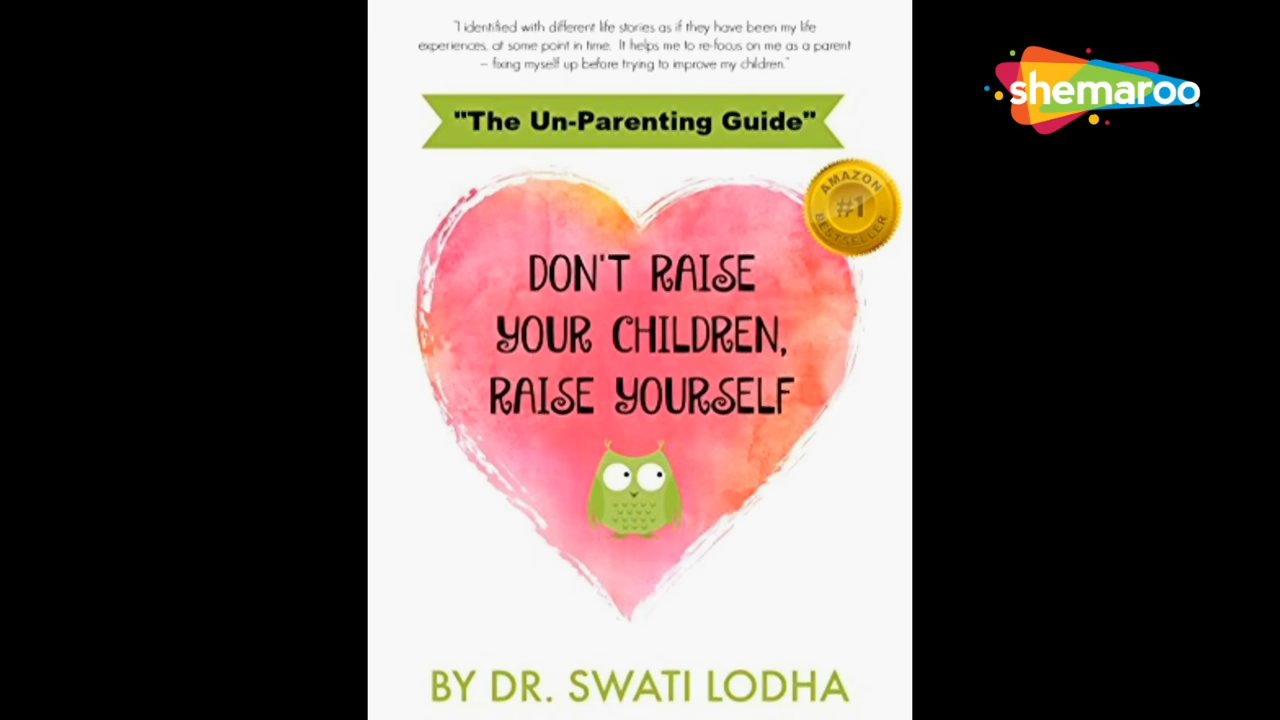 "I identified with different life stories as if they have been my life
experiences, at some point in time. It helps me to re-focus on me as a parent
– fixing myself up before trying to improve my children."
"The Un-Parenting Guide"
shemaroo
AMAZON
#1
BESTSELLER
DON'T RAISE
YOUR CHILDREN,
RAISE YOURSELF
BY DR. SWATI LODHA